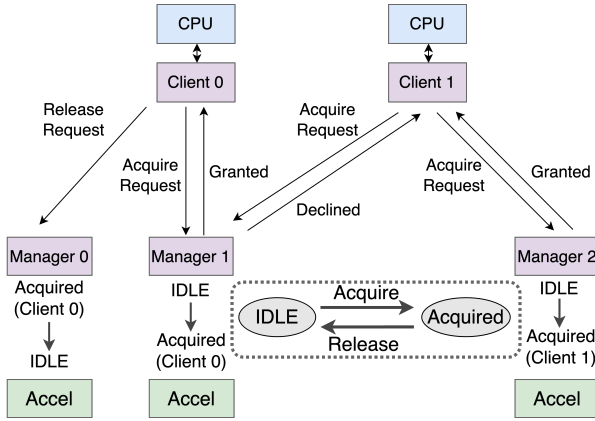 CPU
CPU
Client 0
Client 1
Release
Request
Acquire
Request
Granted
Acquire
Request
Declined
Acquire
Request
Granted
Manager 0
Manager 1
Manager 2
Acquired
(Client 0)
IDLE
IDLE
Acquired
(Client 0)
IDLE
Acquire
Acquired
Release
IDLE
Acquired
(Client 1)
Accel
Accel
Accel